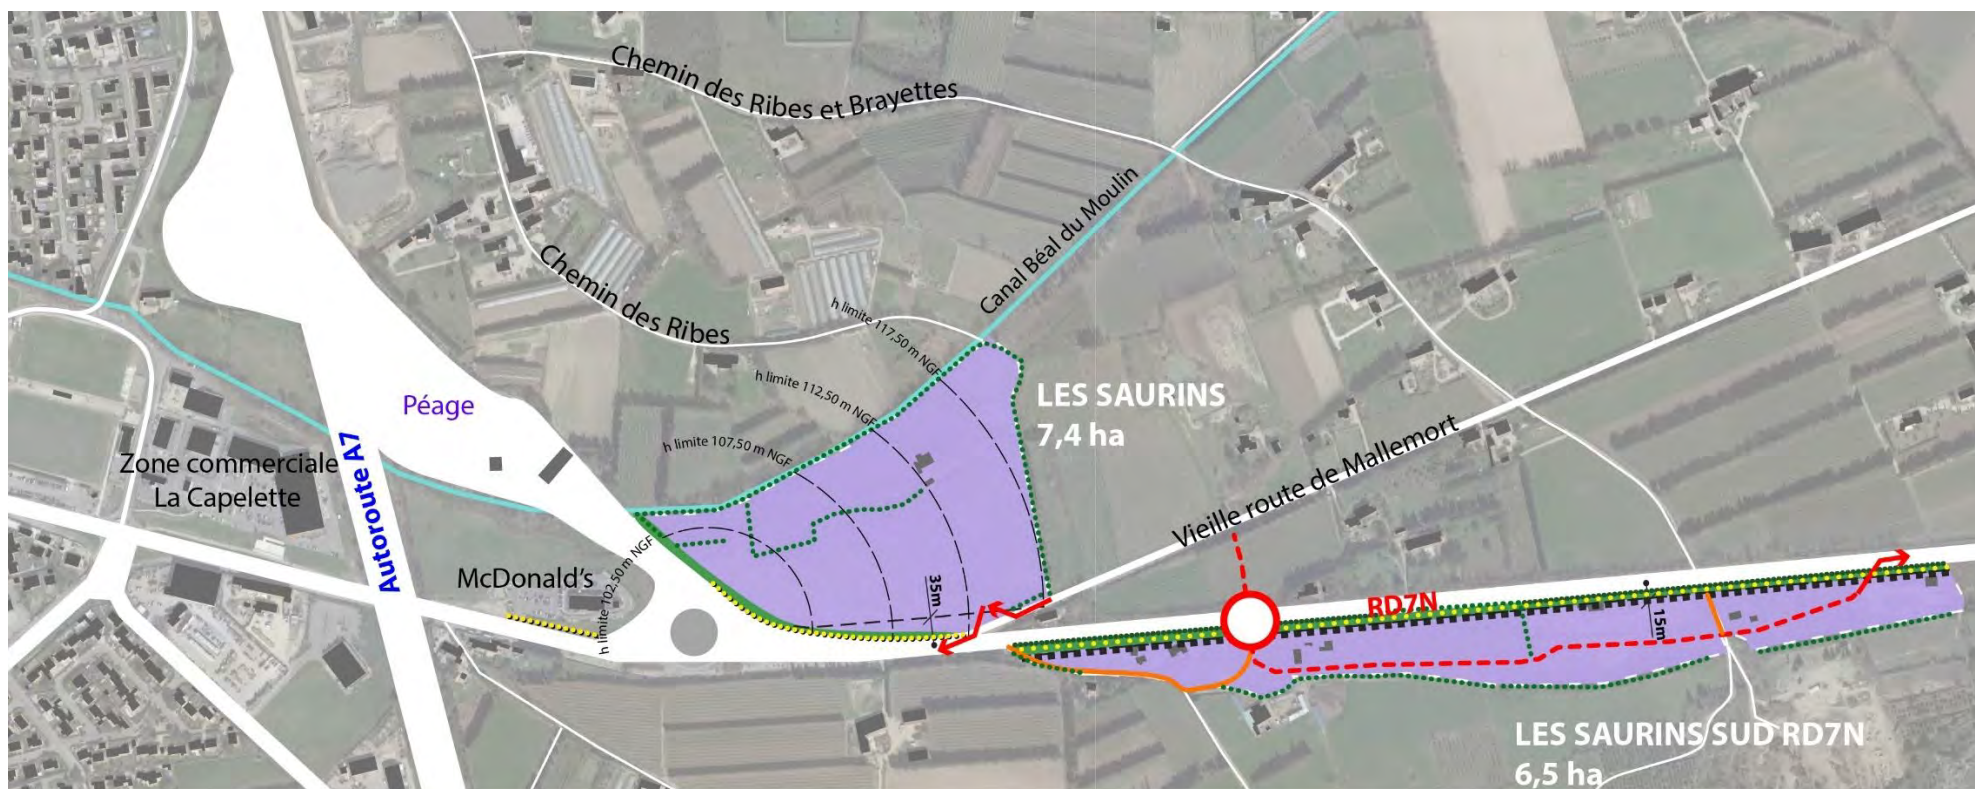 Chemin des Ribes et Brayettes
Canal Béal du Moulin
Chemin des Ribes
h limite 117,50 m NGF
h limite 112,50 m NGF
LES SAURINS
7,4 ha
Péage
h limite 107,50 m NGF
Zone commerciale
La Capelette
Autoroute A7
Vieille route de Mallemort
h limite 102,50 m NGF
McDonald's
35m
RD7N
15m
LES SAURINS SUD RD7N
6,5 ha